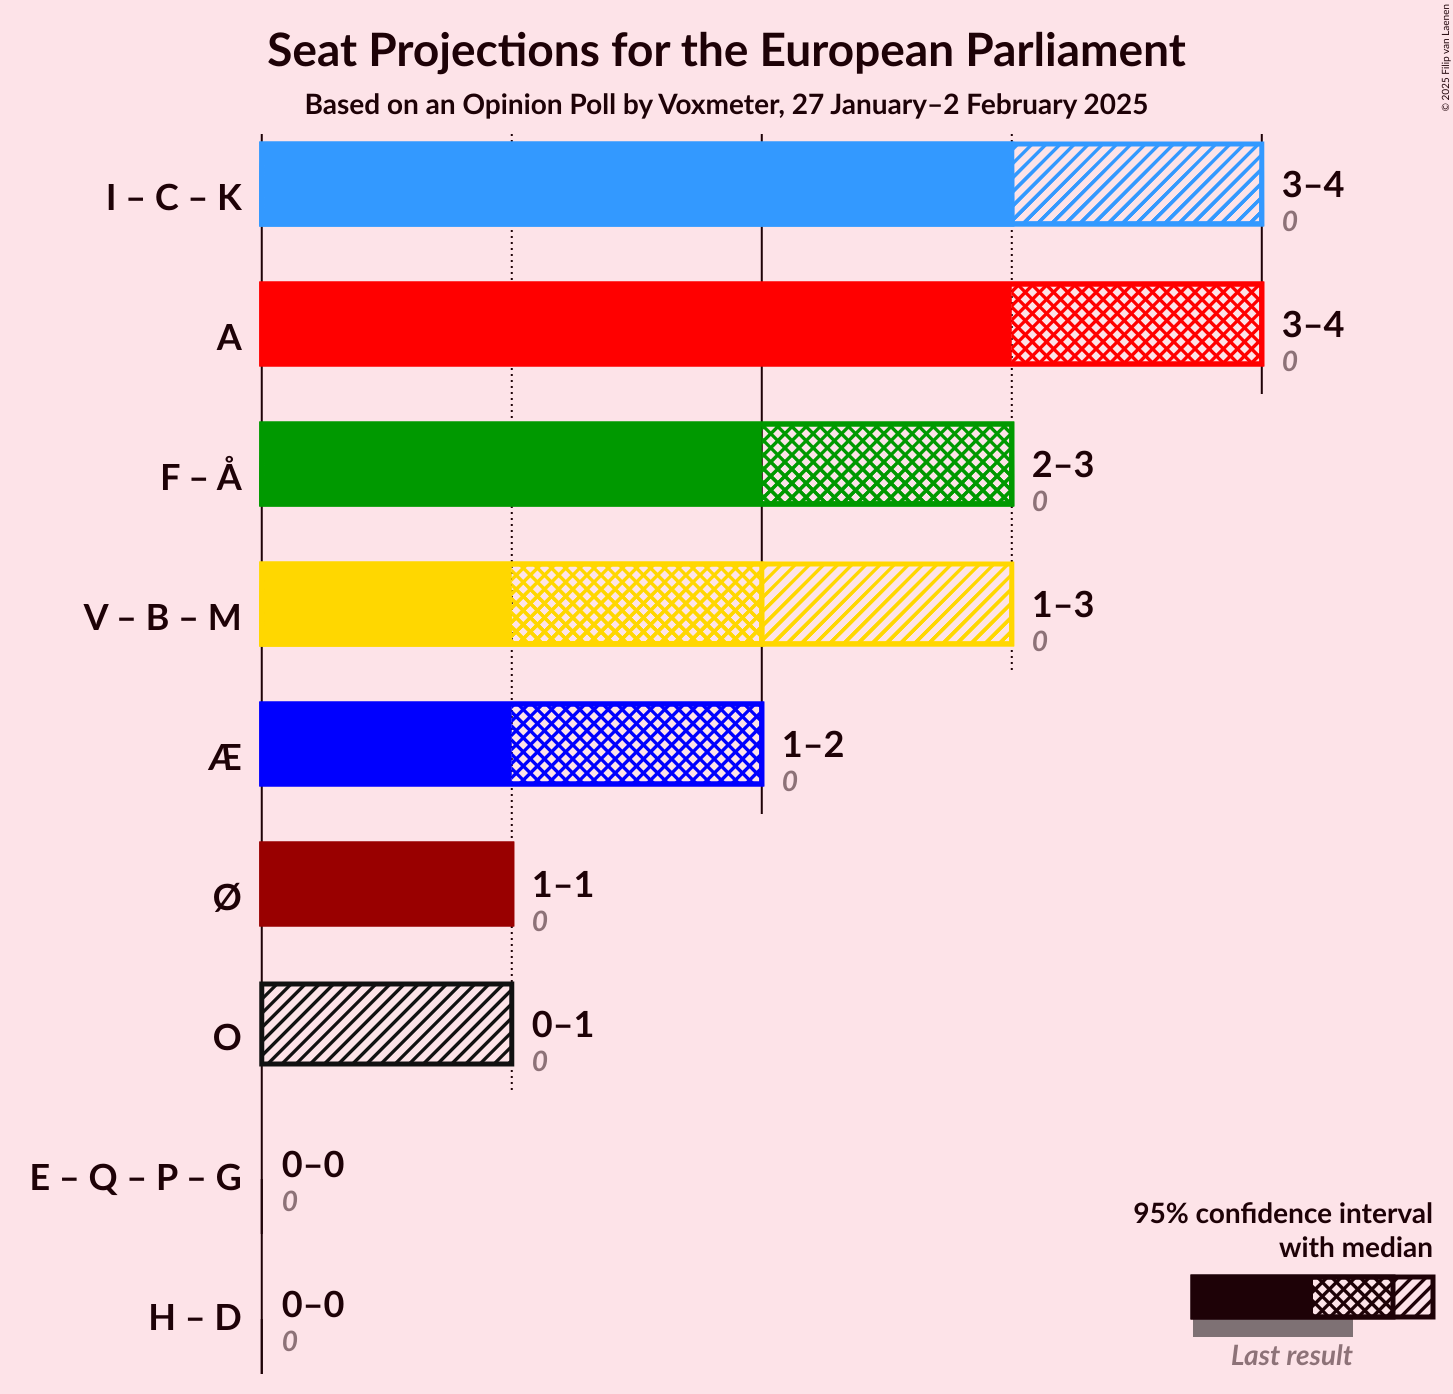 Seat Projections for the European Parliament
Based on an Opinion Poll by Voxmeter, 27 January–2 February 2025
© 2025 Filip van Laenen
I – C – K
3–4
0
A
3–4
0
F – Å
2–3
0
V – B – M
1–3
0
Æ
1–2
0
Ø
1–1
0
O
0–1
0
E – Q – P – G
0–0
0
H – D
0–0
0
95% confidence interval
with median
Last result